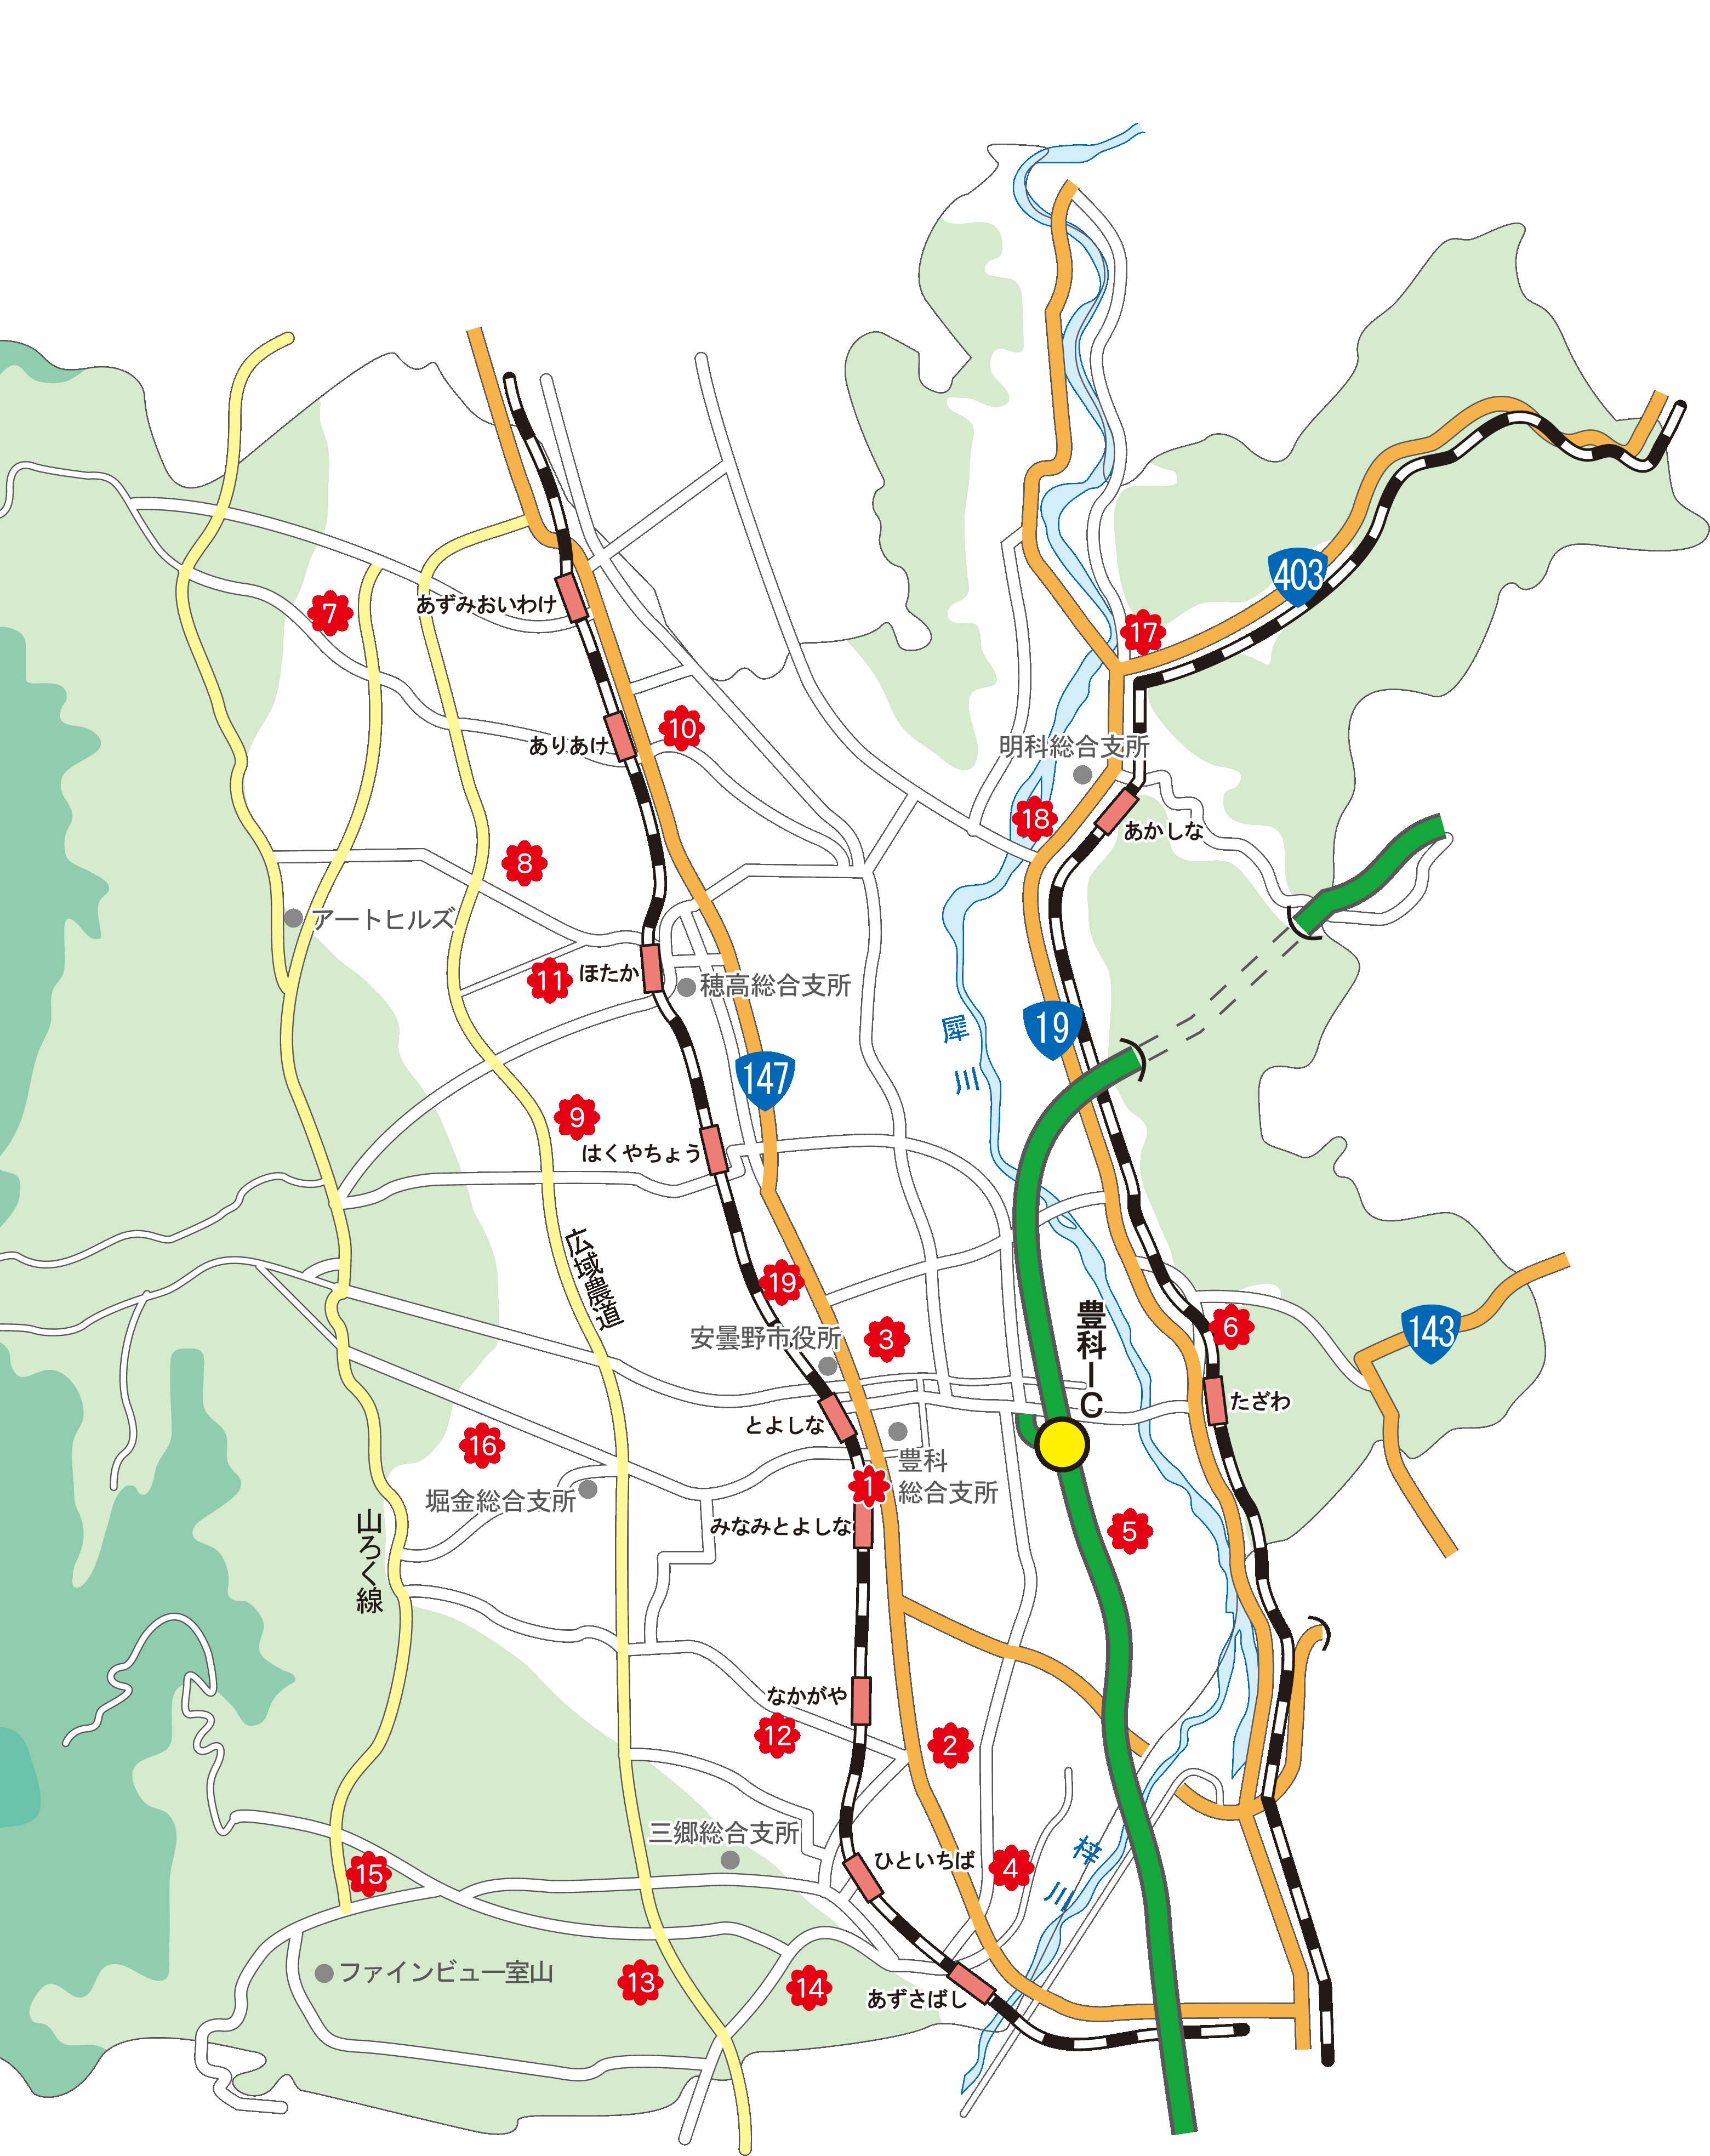 403
7
あずみおいわけ
17
10
ありあけ
明科総合支所
18
あかしな
8
アートヒルズ
11
ほたか
穂高総合支所
犀川
19
147
9
はくやちょう
広域農道
19
豊科IC
安曇野市役所
3
6
143
たざわ
とよしな
16
豊科
総合支所
堀金総合支所
1
みなみとよしな
5
山ろく線
なかがや
12
2
三郷総合支所
ひといちば
4
梓川
15
ファインビュー室山
13
14
あずさばし